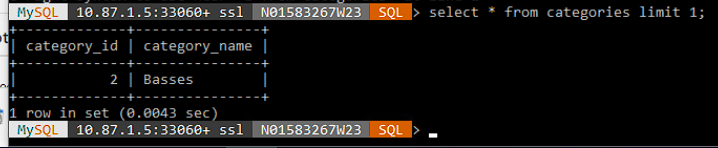 MySQL 10.87.1.5:33060+ ssl N01583267W23 SQL > select * from categories limit 1;
+-------------+---------------+
| category_id | category_name |
+-------------+---------------+
| 2 | Basses |
+-------------+---------------+
1 row in set (0.0043 sec)
MySQL 10.87.1.5:33060+ ssl N01583267W23 SQL > _